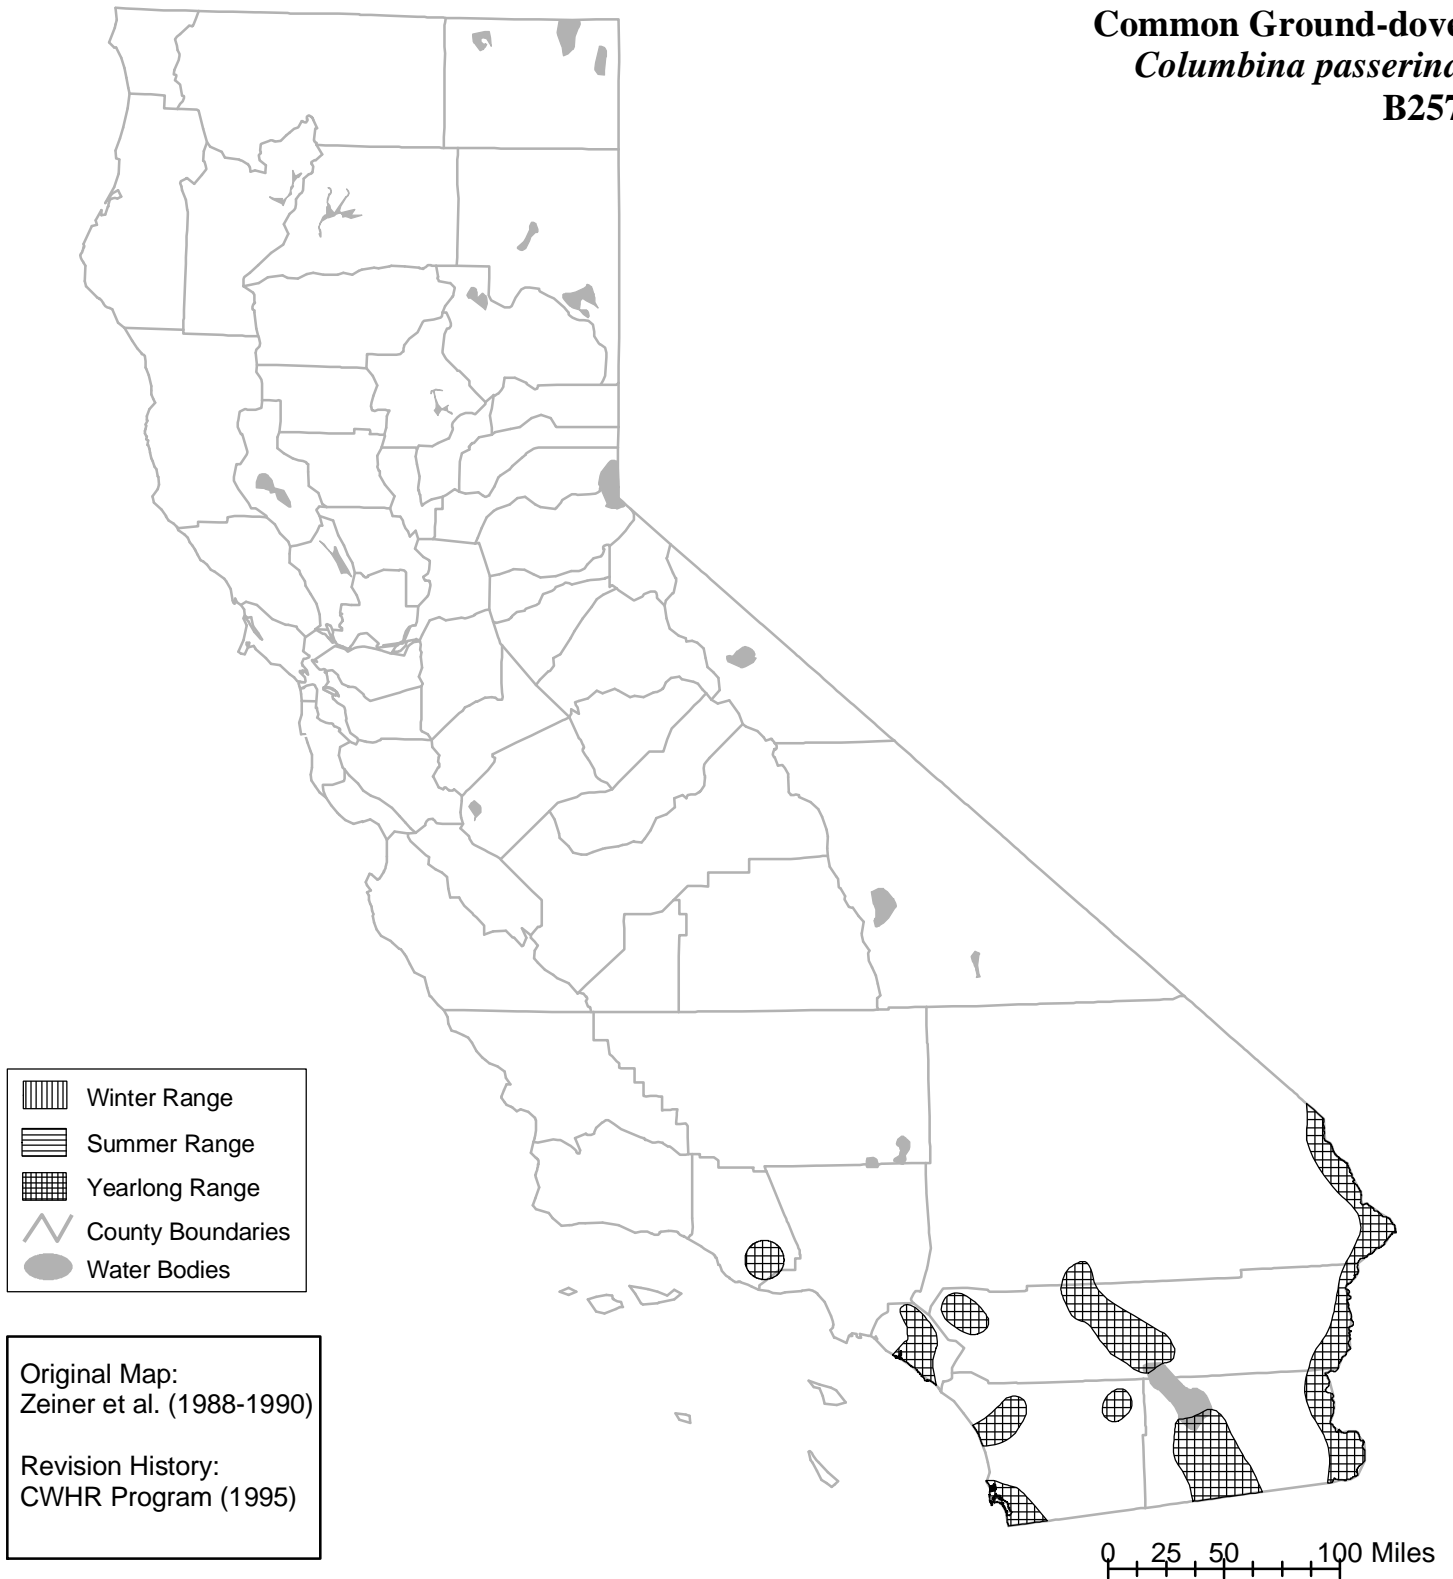 Common Ground-dove
Columbina passerina
B257
Winter Range
Summer Range
Yearlong Range
County Boundaries
Water Bodies
Original Map:
Zeiner et al. (1988-1990)
Revision History:
CWHR Program (1995)
0 25 50 100 Miles